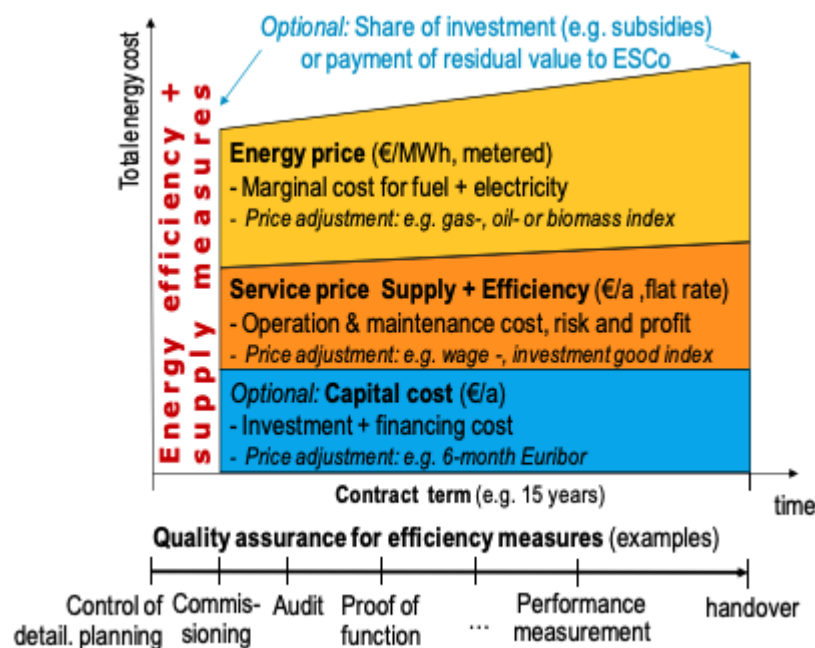 Optional: Share of investment (e.g. subsidies)
or payment of residual value to ESCo
Total energy cost
Energy efficiency +
supply measures
Energy price (€/MWh, metered)
- Marginal cost for fuel + electricity
- Price adjustment: e.g. gas-, oil- or biomass index
Service price Supply + Efficiency (€/a ,flat rate)
- Operation & maintenance cost, risk and profit
- Price adjustment: e.g. wage -, investment good index
Optional: Capital cost (€/a)
- Investment + financing cost
- Price adjustment: e.g. 6-month Euribor
Contract term (e.g. 15 years)
time
Quality assurance for efficiency measures (examples)
Control of
detail. planning
Commis-
sioning
Audit
Proof of
function
...
Performance
measurement
handover